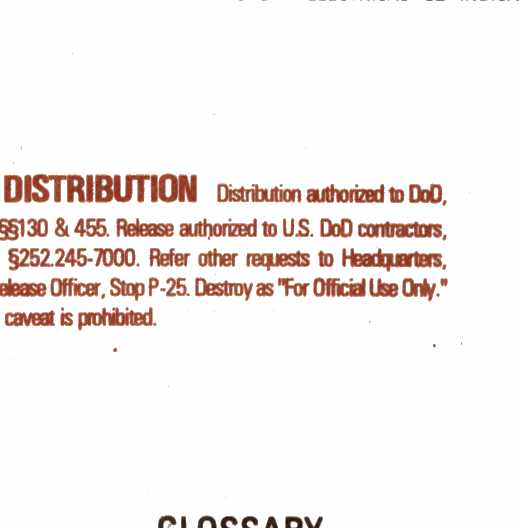 DISTRIBUTION Distribution authorized to DoD,
§§130 & 455. Release authorized to U.S. DoD contractors,
§252.245-7000. Refer other requests to Headquarters,
elease Officer, Stop P-25. Destroy as "For Official Use Only."
caveat is prohibited.
GLOSSARY